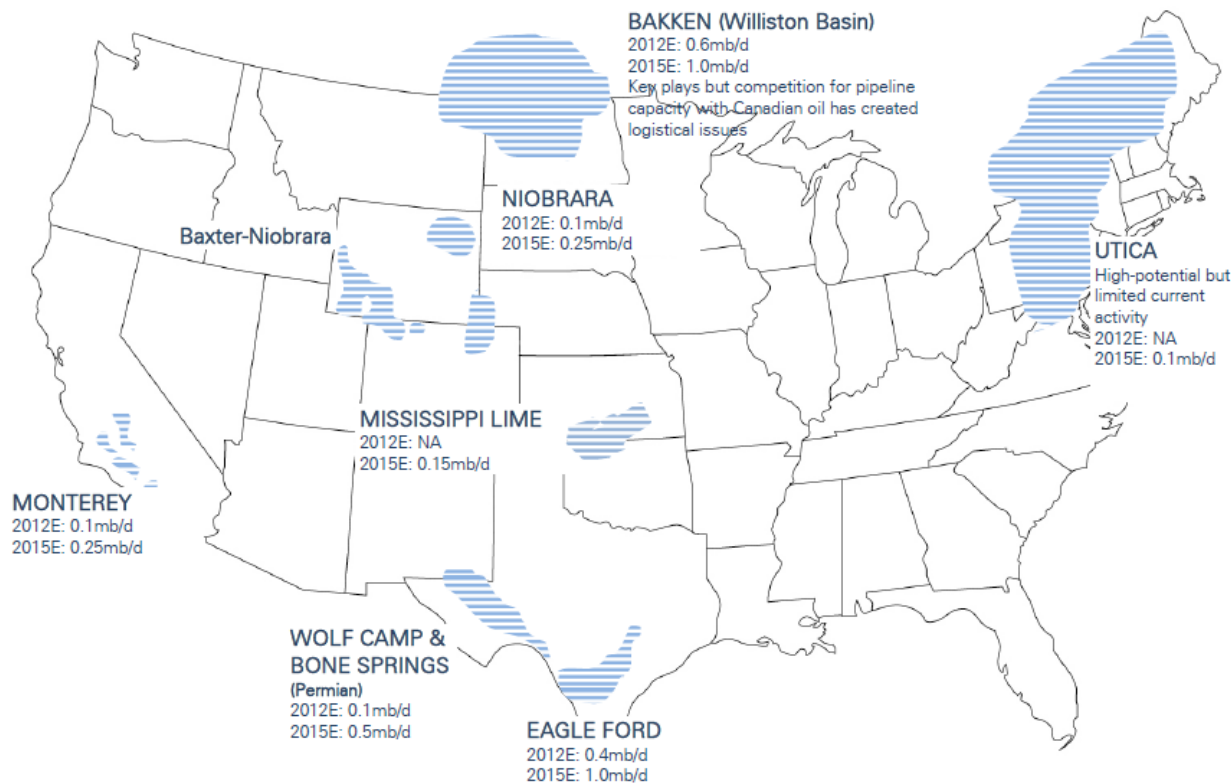 BAKKEN (Williston Basin)
2012E: 0.6mb/d
2015E: 1.0mb/d
Key plays but competition for pipeline
capacity with Canadian oil has created
logistical issues
NIOBRARA
2012E: 0.1mb/d
2015E: 0.25mb/d
Baxter-Niobrara
UTICA
High-potential but
limited current
activity
2012E: NA
2015E: 0.1mb/d
MISSISSIPPI LIME
2012E: NA
2015E: 0.15mb/d
MONTEREY
2012E: 0.1mb/d
2015E: 0.25mb/d
WOLF CAMP &
BONE SPRINGS
(Permian)
2012E: 0.1mb/d
2015E: 0.5mb/d
EAGLE FORD
2012E: 0.4mb/d
2015E: 1.0mb/d